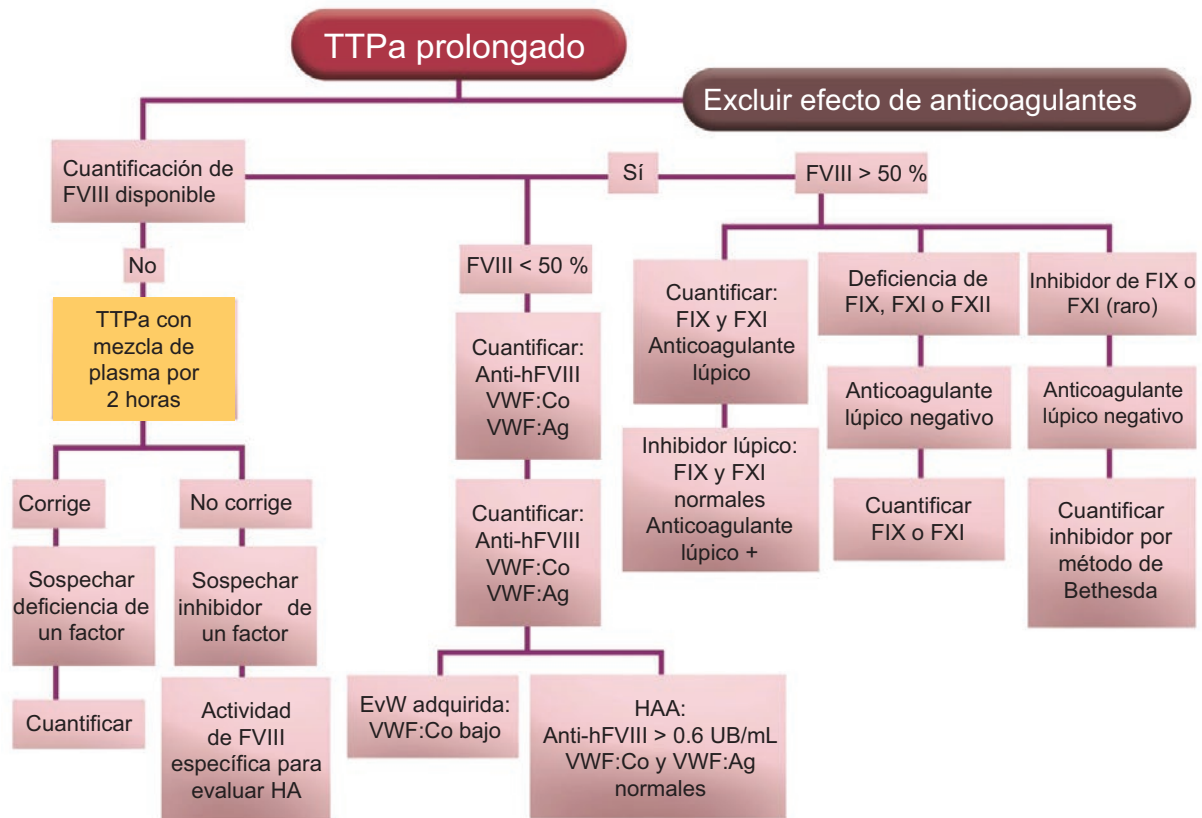 TTPa prolongado
Excluir efecto de anticoagulantes
Cuantificación de
FVIII disponible
Sí
FVIII > 50 %
No
FVIII < 50 %
TTPa con
mezcla de
plasma por
2 horas
Corrige
No corrige
Sospechar
deficiencia de
un factor
Sospechar
inhibidor de
un factor
Cuantificar
Actividad
de FVIII
específica para
evaluar HA
Cuantificar:
Anti-hFVIII
VWF:Co
VWF:Ag
Cuantificar:
Anti-hFVIII
VWF:Co
VWF:Ag
EvW adquirida:
VWF:Co bajo
HAA:
Anti-hFVIII > 0.6 UB/mL
VWF:Co y VWF:Ag
normales
Cuantificar:
FIX y FXI
Anticoagulante
lúpico
Inhibidor lúpico:
FIX y FXI
normales
Anticoagulante
lúpico +
Deficiencia de
FIX, FXI o FXII
Anticoagulante
lúpico negativo
Cuantificar
FIX o FXI
Inhibidor de FIX o
FXI (raro)
Anticoagulante
lúpico negativo
Cuantificar
inhibidor por
método de
Bethesda